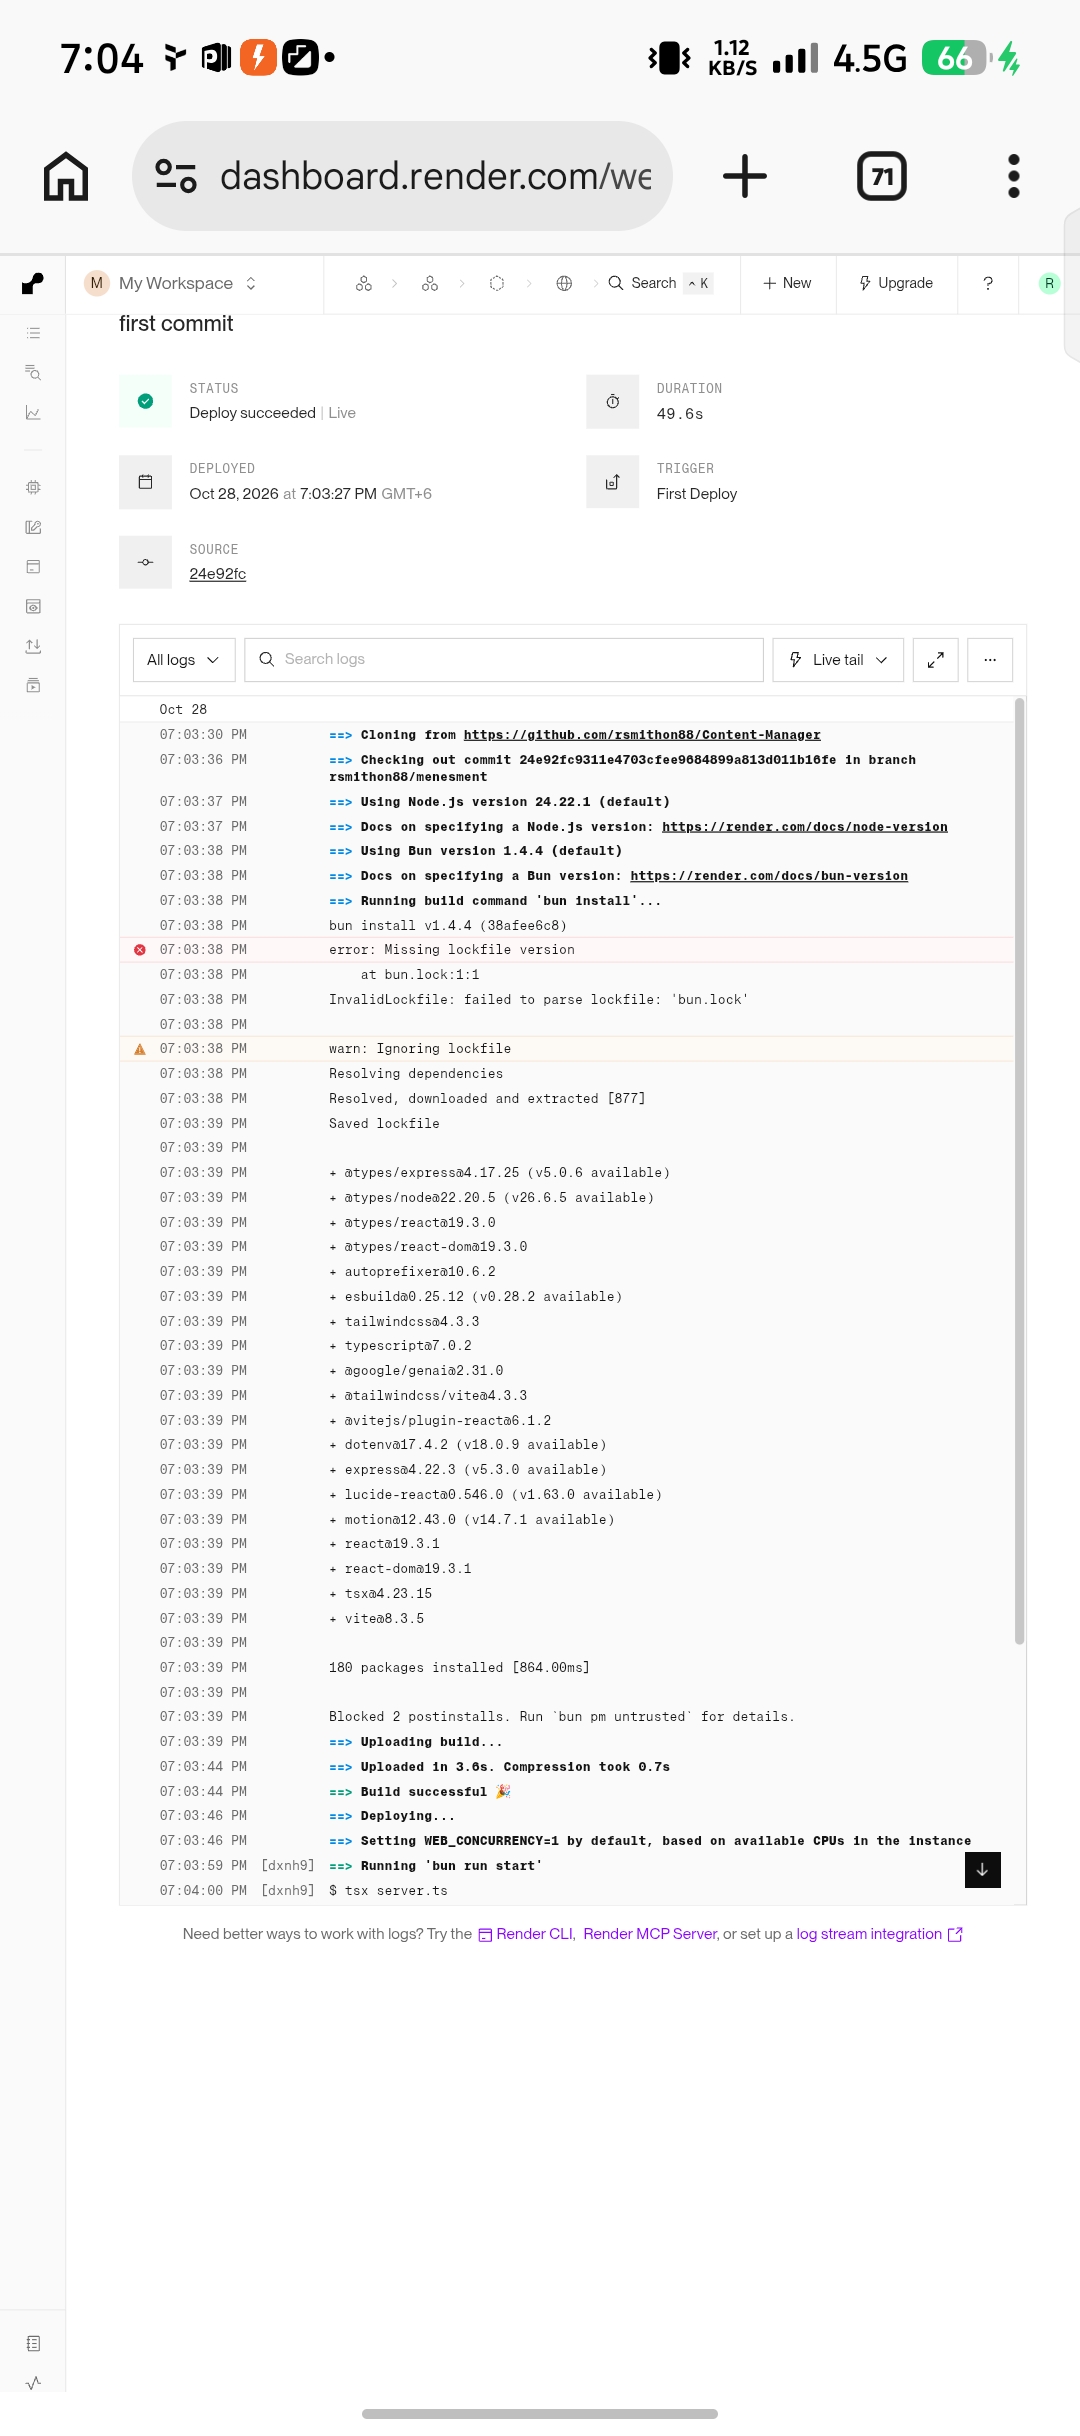 7:04
1.12
KB/S
4.5G
66
dashboard.render.com/we
71
M My Workspace
Search ^ K
New
Upgrade
?
R
first commit
STATUS
Deploy succeeded | Live
DURATION
49.6s
DEPLOYED
Oct 28, 2026 at 7:03:27 PM GMT+6
TRIGGER
First Deploy
SOURCE
24e92fc
All logs
Search logs
Live tail
Oct 28
07:03:30 PM ==> Cloning from https://github.com/rsmithon88/Content-Manager
07:03:36 PM ==> Checking out commit 24e92fc9311e4703cfee9684899a813d011b16fe in branch
rsmithon88/menesment
07:03:37 PM ==> Using Node.js version 24.22.1 (default)
07:03:37 PM ==> Docs on specifying a Node.js version: https://render.com/docs/node-version
07:03:38 PM ==> Using Bun version 1.4.4 (default)
07:03:38 PM ==> Docs on specifying a Bun version: https://render.com/docs/bun-version
07:03:38 PM ==> Running build command 'bun install'...
07:03:38 PM bun install v1.4.4 (38afee6c8)
07:03:38 PM error: Missing lockfile version
07:03:38 PM at bun.lock:1:1
07:03:38 PM InvalidLockfile: failed to parse lockfile: 'bun.lock'
07:03:38 PM
07:03:38 PM warn: Ignoring lockfile
07:03:38 PM Resolving dependencies
07:03:38 PM Resolved, downloaded and extracted [877]
07:03:39 PM Saved lockfile
07:03:39 PM
07:03:39 PM + @types/express@4.17.25 (v5.0.6 available)
07:03:39 PM + @types/node@22.20.5 (v26.6.5 available)
07:03:39 PM + @types/react@19.3.0
07:03:39 PM + @types/react-dom@19.3.0
07:03:39 PM + autoprefixer@10.6.2
07:03:39 PM + esbuild@0.25.12 (v0.28.2 available)
07:03:39 PM + tailwindcss@4.3.3
07:03:39 PM + typescript@7.0.2
07:03:39 PM + @google/genai@2.31.0
07:03:39 PM + @tailwindcss/vite@4.3.3
07:03:39 PM + @vitejs/plugin-react@6.1.2
07:03:39 PM + dotenv@17.4.2 (v18.0.9 available)
07:03:39 PM + express@4.22.3 (v5.3.0 available)
07:03:39 PM + lucide-react@0.546.0 (v1.63.0 available)
07:03:39 PM + motion@12.43.0 (v14.7.1 available)
07:03:39 PM + react@19.3.1
07:03:39 PM + react-dom@19.3.1
07:03:39 PM + tsx@4.23.15
07:03:39 PM + vite@8.3.5
07:03:39 PM
07:03:39 PM 180 packages installed [864.00ms]
07:03:39 PM
07:03:39 PM Blocked 2 postinstalls. Run `bun pm untrusted` for details.
07:03:39 PM ==> Uploading build...
07:03:44 PM ==> Uploaded in 3.6s. Compression took 0.7s
07:03:44 PM ==> Build successful 🎉
07:03:46 PM ==> Deploying...
07:03:46 PM ==> Setting WEB_CONCURRENCY=1 by default, based on available CPUs in the instance
07:03:59 PM [dxnh9] ==> Running 'bun run start'
07:04:00 PM [dxnh9] $ tsx server.ts
Need better ways to work with logs? Try the Render CLI, Render MCP Server, or set up a log stream integration